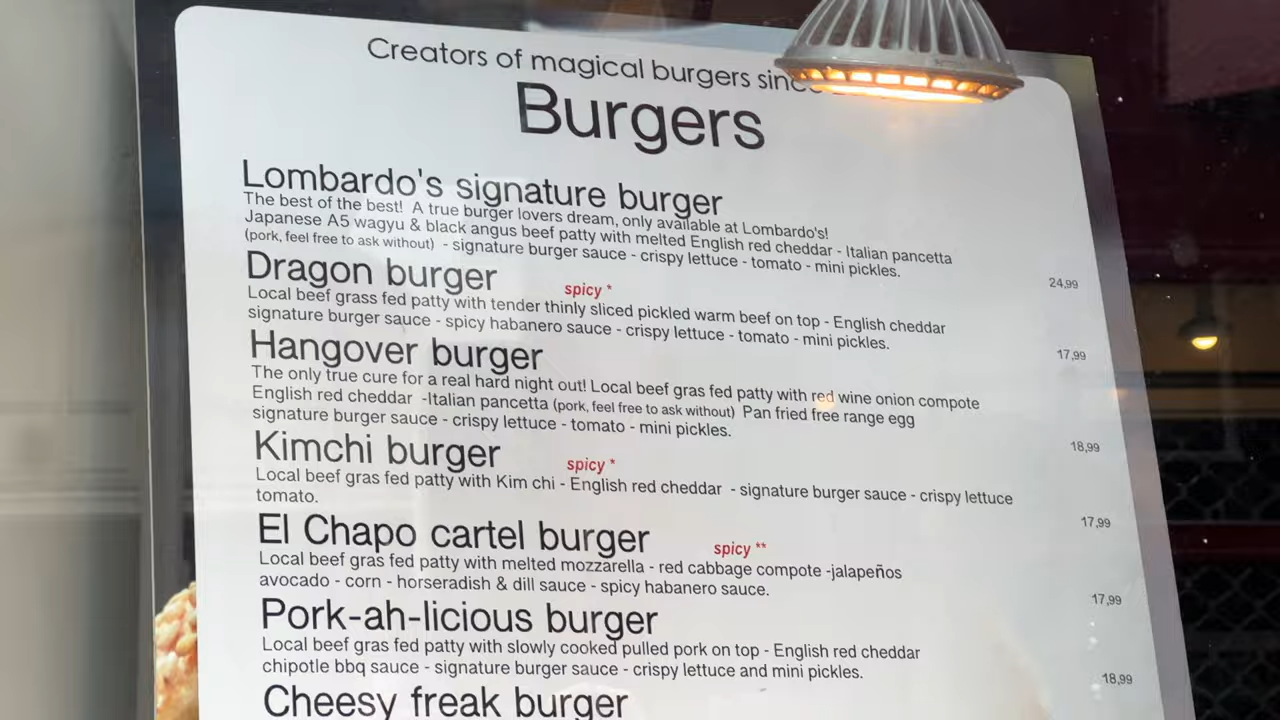 Creators of magical burgers
Burgers
Lombardo's signature burger
The best of the best! A true burger lovers dream, only available at Lombardo's!
Japanese A5 wagyu & black angus beef patty with melted English red cheddar - Italian pancetta
(pork, feel free to ask without) - signature burger sauce - crispy lettuce - tomato - mini pickles.
24,99
Dragon burger spicy *
Local beef grass fed patty with tender thinly sliced pickled warm beef on top - English cheddar
signature burger sauce - spicy habanero sauce - crispy lettuce - tomato - mini pickles.
17,99
Hangover burger
The only true cure for a real hard night out! Local beef gras fed patty with red wine onion compote
English red cheddar -Italian pancetta (pork, feel free to ask without) Pan fried free range egg
signature burger sauce - crispy lettuce - tomato - mini pickles.
18,99
Kimchi burger spicy *
Local beef gras fed patty with Kim chi - English red cheddar - signature burger sauce - crispy lettuce
tomato.
17,99
El Chapo cartel burger spicy **
Local beef gras fed patty with melted mozzarella - red cabbage compote -jalapeños
avocado - corn - horseradish & dill sauce - spicy habanero sauce.
17,99
Pork-ah-licious burger
Local beef gras fed patty with slowly cooked pulled pork on top - English red cheddar
chipotle bbq sauce - signature burger sauce - crispy lettuce and mini pickles.
18,99
Cheesy freak burger